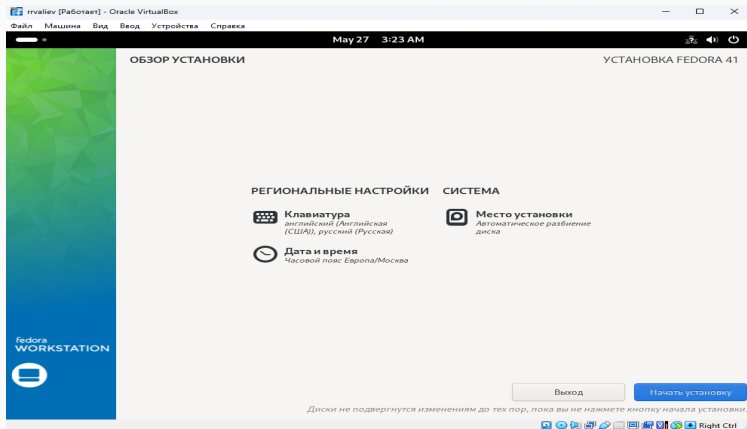 rrvaliev [Работает] - Oracle VirtualBox
Файл Машина Вид Ввод Устройства Справка
May 27 3:23 AM
ОБЗОР УСТАНОВКИ
УСТАНОВКА FEDORA 41
РЕГИОНАЛЬНЫЕ НАСТРОЙКИ
Клавиатура
английский (Английская
(США)), русский (Русская)
Дата и время
Часовой пояс Европа/Москва
СИСТЕМА
Место установки
Автоматическое разбиение
диска
fedora
WORKSTATION
Выход
Начать установку
Диски не подвергнутся изменениям до тех пор, пока вы не нажмете кнопку начала установки.
Right Ctrl